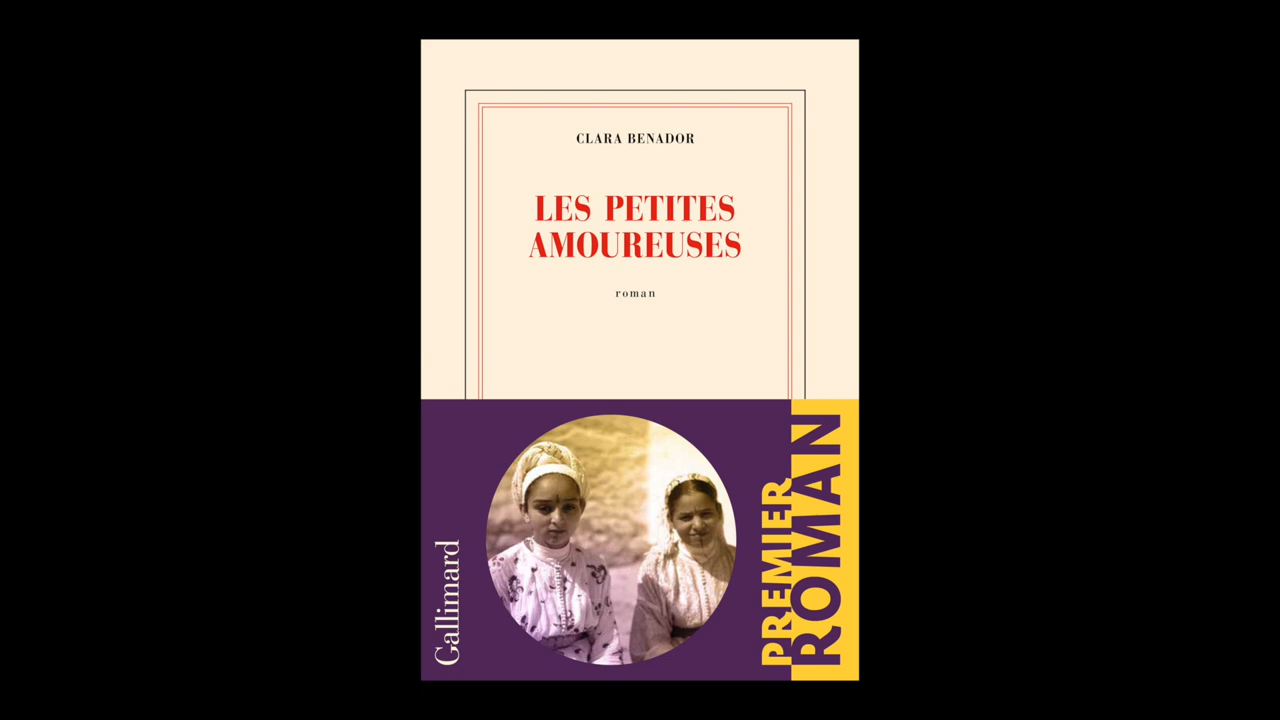 CLARA BENADOR
LES PETITES
AMOUREUSES
roman
Gallimard
PREMIER
ROMAN